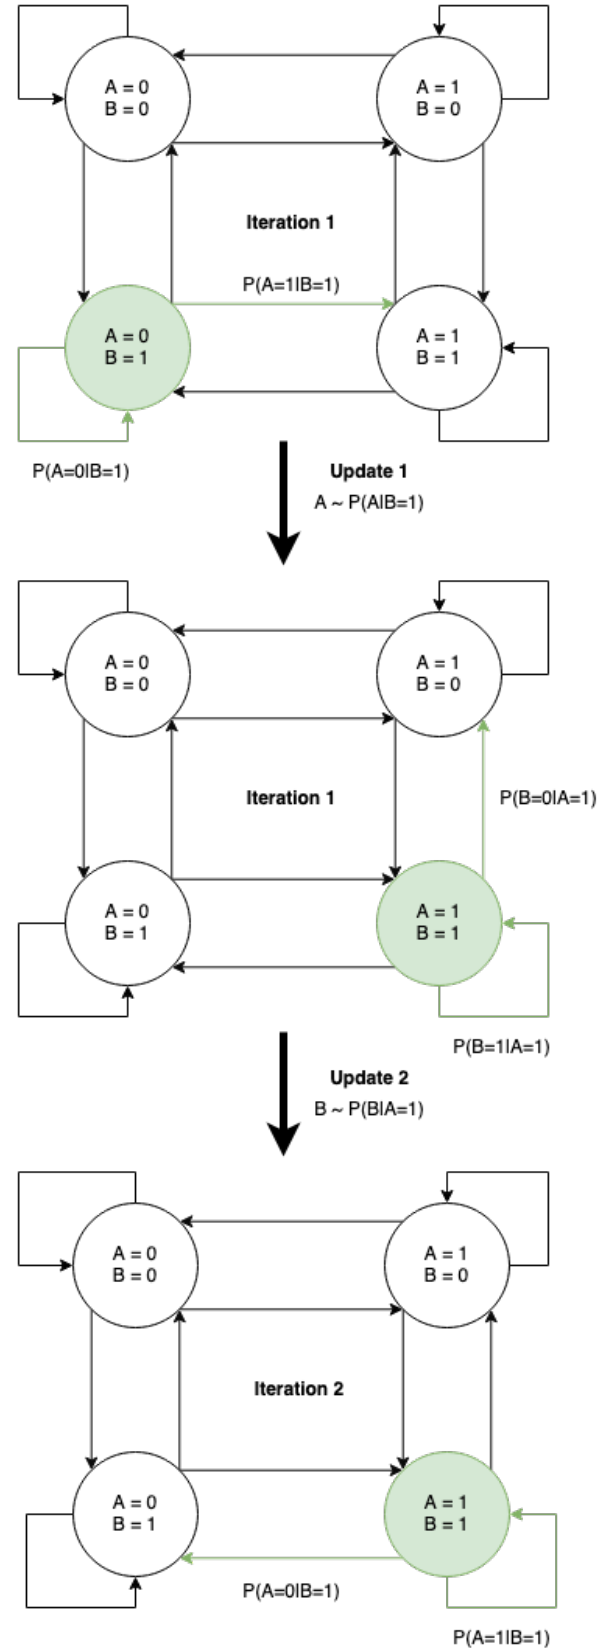 A = 0
B = 0
A = 1
B = 0
Iteration 1
P(A=1|B=1)
A = 0
B = 1
A = 1
B = 1
P(A=0|B=1)
Update 1
A ~ P(A|B=1)
A = 0
B = 0
A = 1
B = 0
Iteration 1
P(B=0|A=1)
A = 0
B = 1
A = 1
B = 1
P(B=1|A=1)
Update 2
B ~ P(B|A=1)
A = 0
B = 0
A = 1
B = 0
Iteration 2
A = 0
B = 1
A = 1
B = 1
P(A=0|B=1)
P(A=1|B=1)